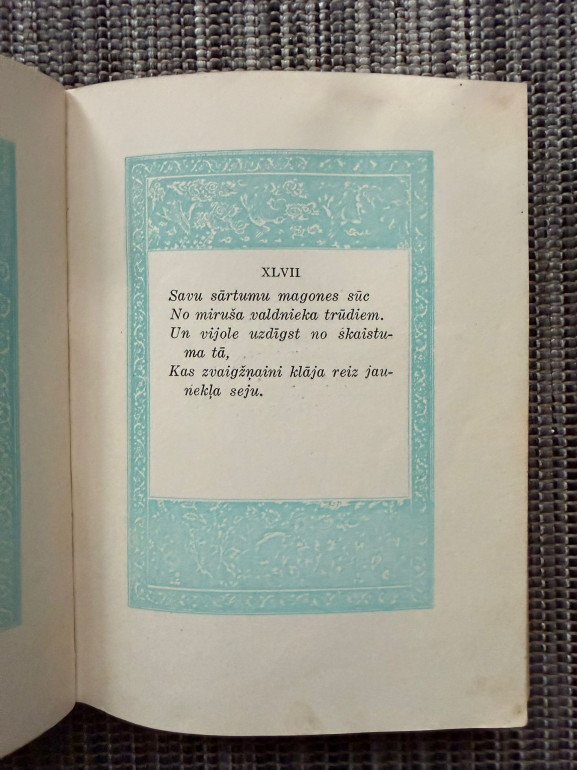 XLVII
Savu sārtumu magones sūc
No miruša valdnieka trūdiem.
Un vijole uzdīgst no skaistu-
ma tā,
Kas zvaigžņaini klāja reiz jau-
nekļa seju.